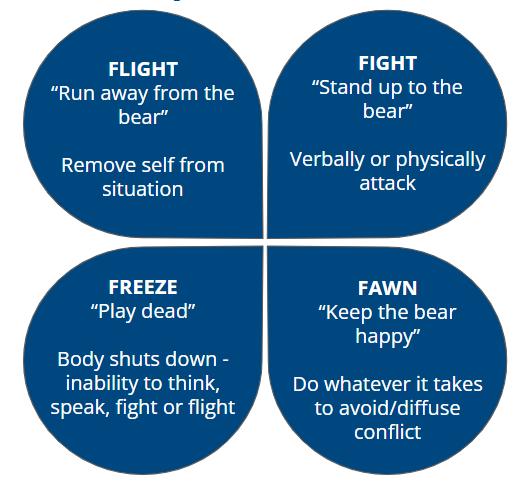 FLIGHT
“Run away from the
bear”
Remove self from
situation
FIGHT
“Stand up to the
bear”
Verbally or physically
attack
FREEZE
“Play dead”
Body shuts down -
inability to think,
speak, fight or flight
FAWN
“Keep the bear
happy”
Do whatever it takes
to avoid/diffuse
conflict